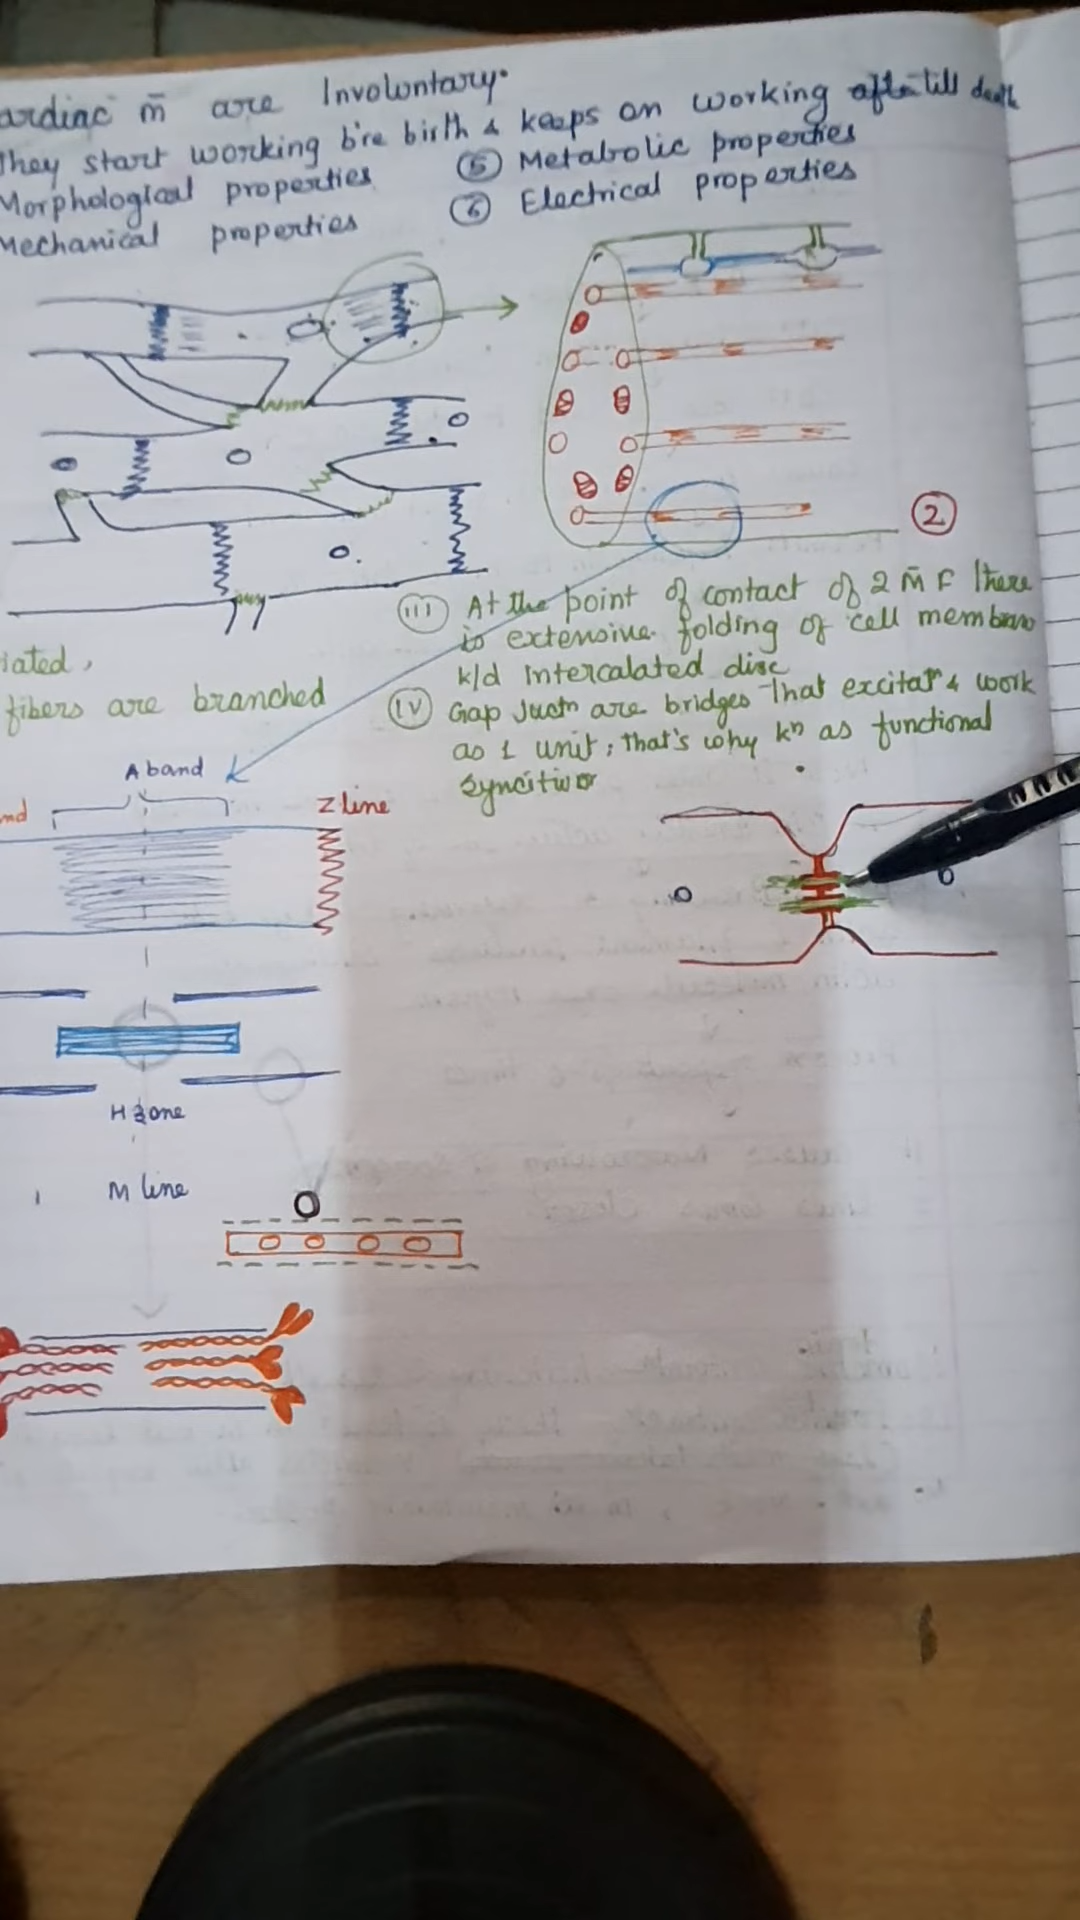 ardiac m̄ are Involuntary.
They start working b're birth & keeps on working till death
Morphological properties
⑤ Metabolic properties
Mechanical properties
⑥ Electrical properties
②
(iii) At the point of contact of 2 m̄ F there
is extensive folding of cell membran
k/d intercalated disc
(iv) Gap Juctn are bridges that excitatn & work
as 1 unit; that's why kn as functional
syncitium
iated,
fibers are branched
A band
nd
Z line
H zone
M line